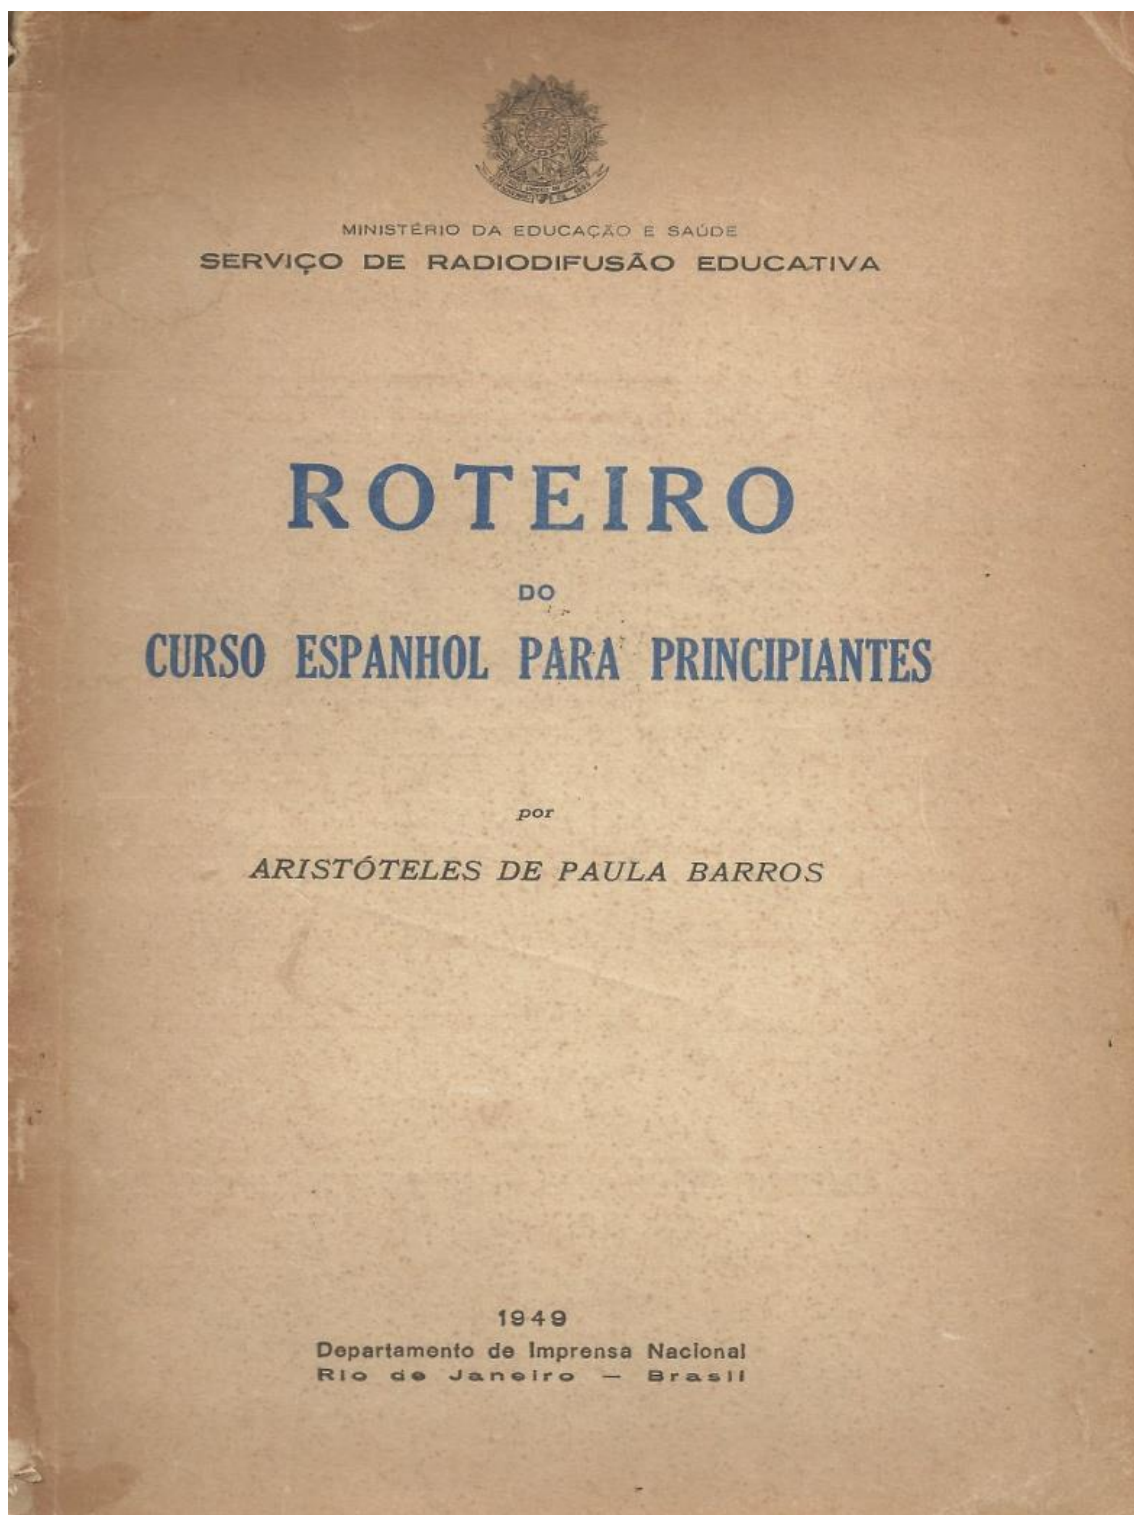 MINISTÉRIO DA EDUCAÇÃO E SAÚDE
SERVIÇO DE RADIODIFUSÃO EDUCATIVA
ROTEIRO
DO
CURSO ESPANHOL PARA PRINCIPIANTES
por
ARISTÓTELES DE PAULA BARROS
1949
Departamento de Imprensa Nacional
Rio de Janeiro — Brasil